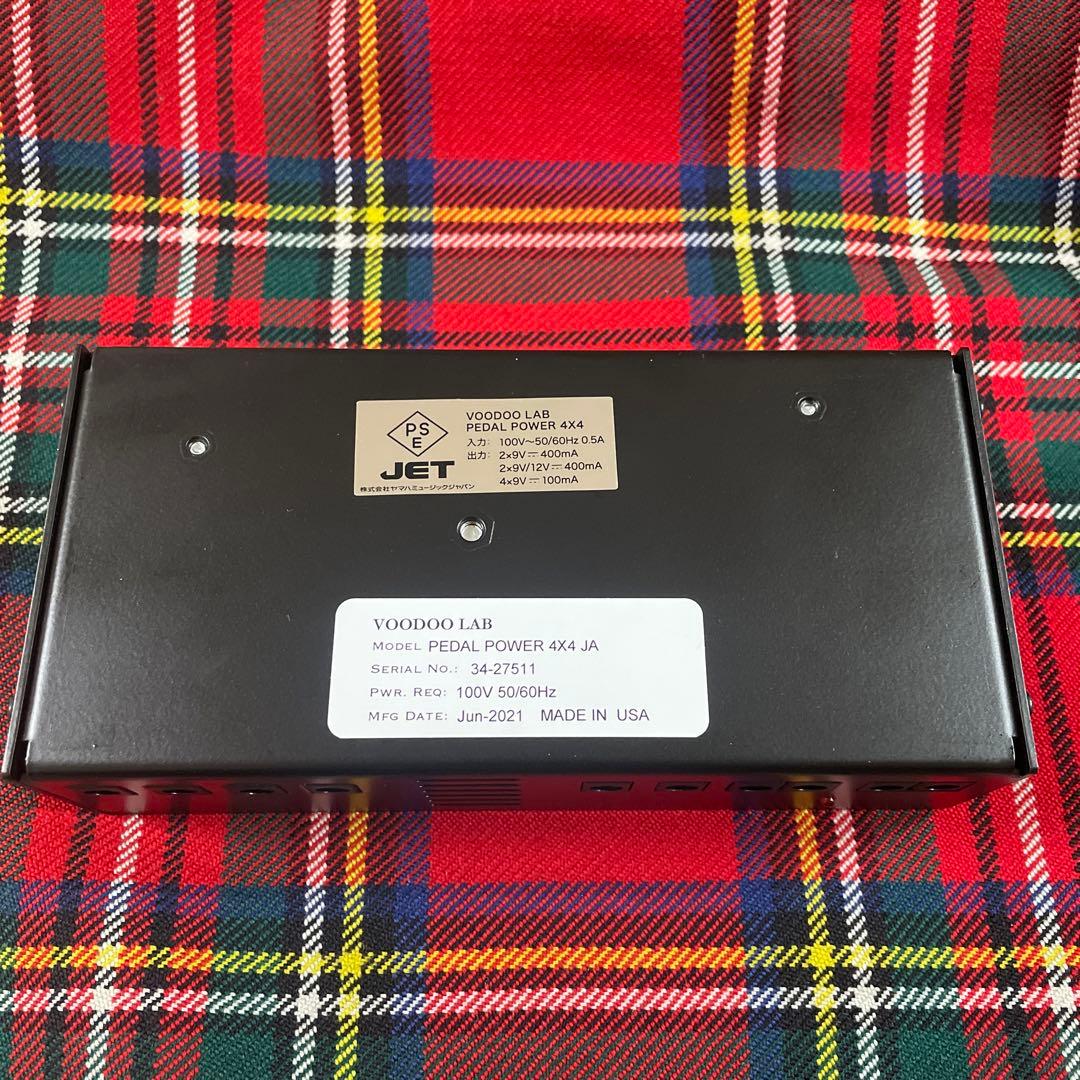 PS
E
JET
株式会社ヤマハミュージックジャパン
VOODOO LAB
PEDAL POWER 4X4
入力: 100V～50/60Hz 0.5A
出力: 2×9V⎓400mA
2×9V/12V⎓400mA
4×9V⎓100mA
VOODOO LAB
MODEL PEDAL POWER 4X4 JA
SERIAL NO.: 34-27511
PWR. REQ: 100V 50/60Hz
MFG DATE: Jun-2021 MADE IN USA